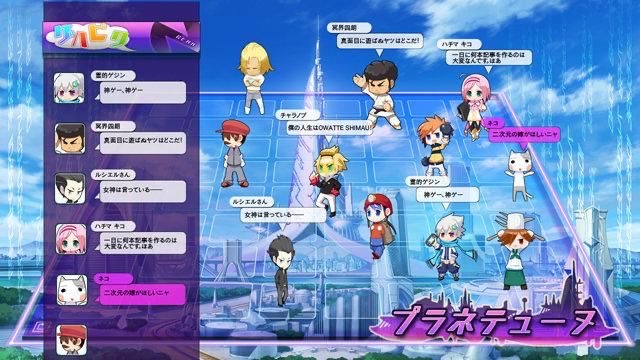 リハビク
霊的ゲジン
神ゲー、神ゲー
冥界四朗
真面目に遊ばぬヤツはどこだ!
ルシエルさん
女神は言っている――
ハチマ キコ
一日に何本記事を作るのは
大変なんです。はあ
ネコ
二次元の嫁がほしいニャ
冥界四朗
真面目に遊ばぬヤツはどこだ!
ハチマ キコ
一日に何本記事を作るのは
大変なんです。はあ
チャラノブ
僕の人生はOWATTE SHIMAU!
ネコ
二次元の嫁がほしいニャ
霊的ゲジン
神ゲー、神ゲー
ルシエルさん
女神は言っている――
プラネテューヌ